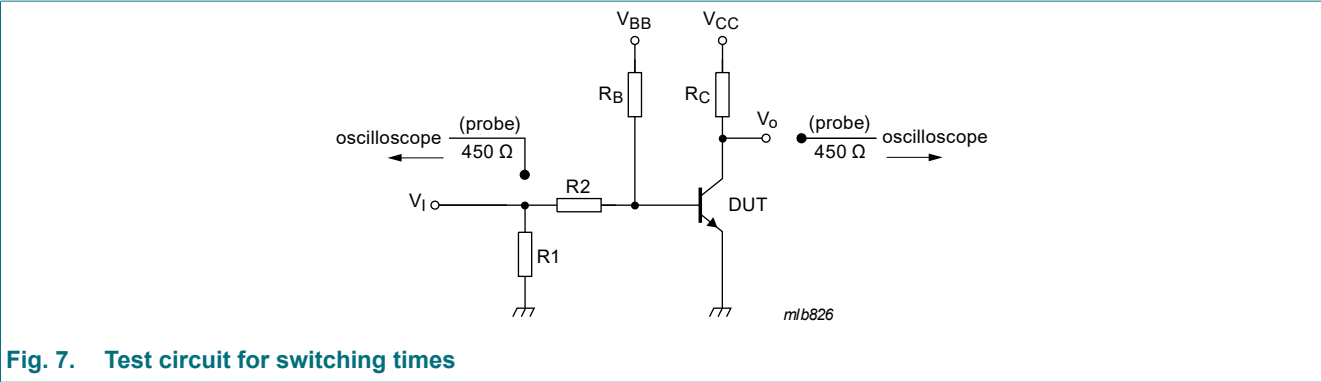 VBB
VCC
RB
RC
Vo
(probe)
oscilloscope
450 Ω
(probe)
oscilloscope
450 Ω
R2
VI
DUT
R1
mlb826
Fig. 7. Test circuit for switching times